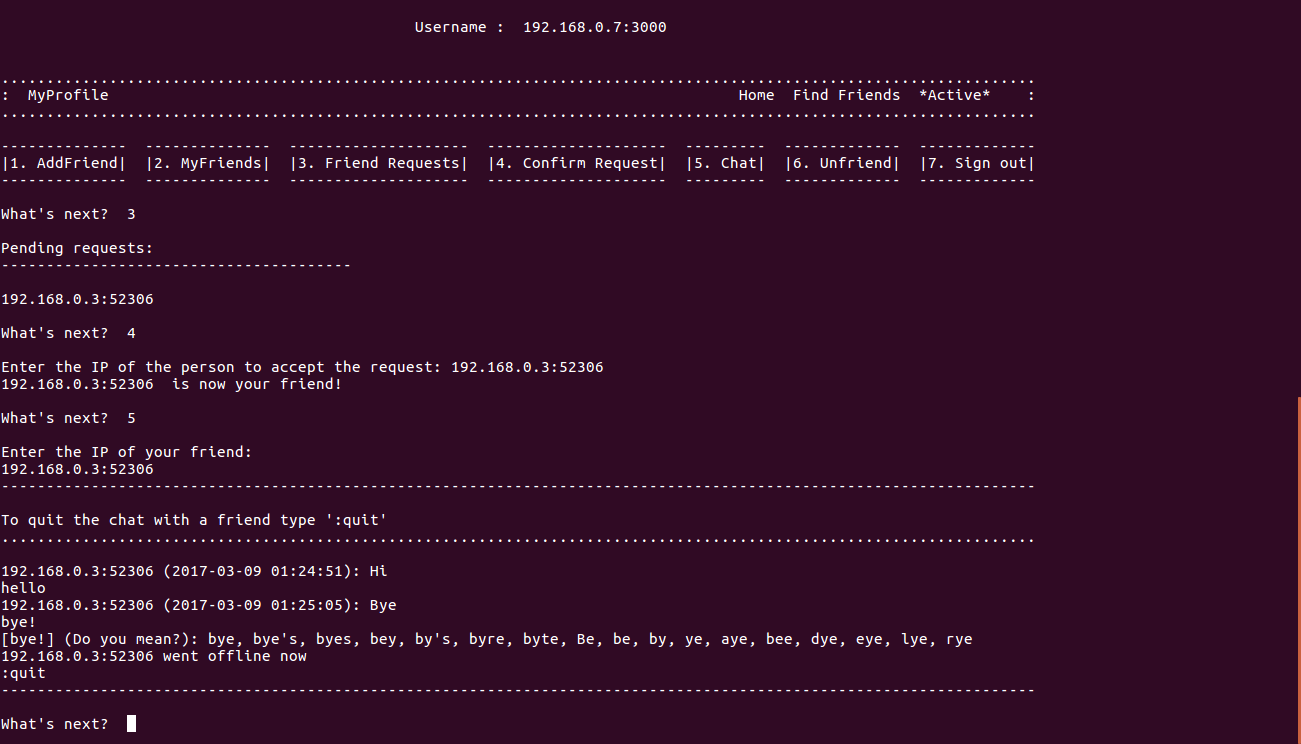 Username :  192.168.0.7:3000
...................................................................................................................
:  MyProfile                                                                      Home  Find Friends  *Active*    :
...................................................................................................................
--------------  --------------  --------------------  --------------------  ---------  -------------  -------------
|1. AddFriend|  |2. MyFriends|  |3. Friend Requests|  |4. Confirm Request|  |5. Chat|  |6. Unfriend|  |7. Sign out|
--------------  --------------  --------------------  --------------------  ---------  -------------  -------------
What's next?  3
Pending requests:
---------------------------------------
192.168.0.3:52306
What's next?  4
Enter the IP of the person to accept the request: 192.168.0.3:52306
192.168.0.3:52306  is now your friend!
What's next?  5
Enter the IP of your friend:
192.168.0.3:52306
-------------------------------------------------------------------------------------------------------------------
To quit the chat with a friend type ':quit'
...................................................................................................................
192.168.0.3:52306 (2017-03-09 01:24:51): Hi
hello
192.168.0.3:52306 (2017-03-09 01:25:05): Bye
bye!
[bye!] (Do you mean?): bye, bye's, byes, bey, by's, byre, byte, Be, be, by, ye, aye, bee, dye, eye, lye, rye
192.168.0.3:52306 went offline now
:quit
-------------------------------------------------------------------------------------------------------------------
What's next?